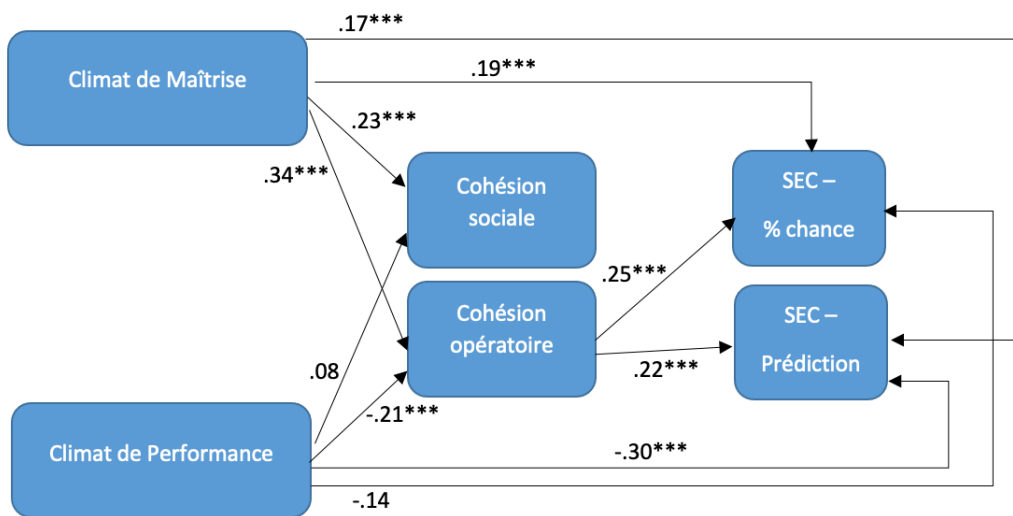 .17***
.19***
Climat de Maîtrise
.23***
.34***
Cohésion
sociale
SEC –
% chance
.25***
Cohésion
opératoire
SEC –
Prédiction
.08
.22***
-.21***
Climat de Performance
-.30***
-.14